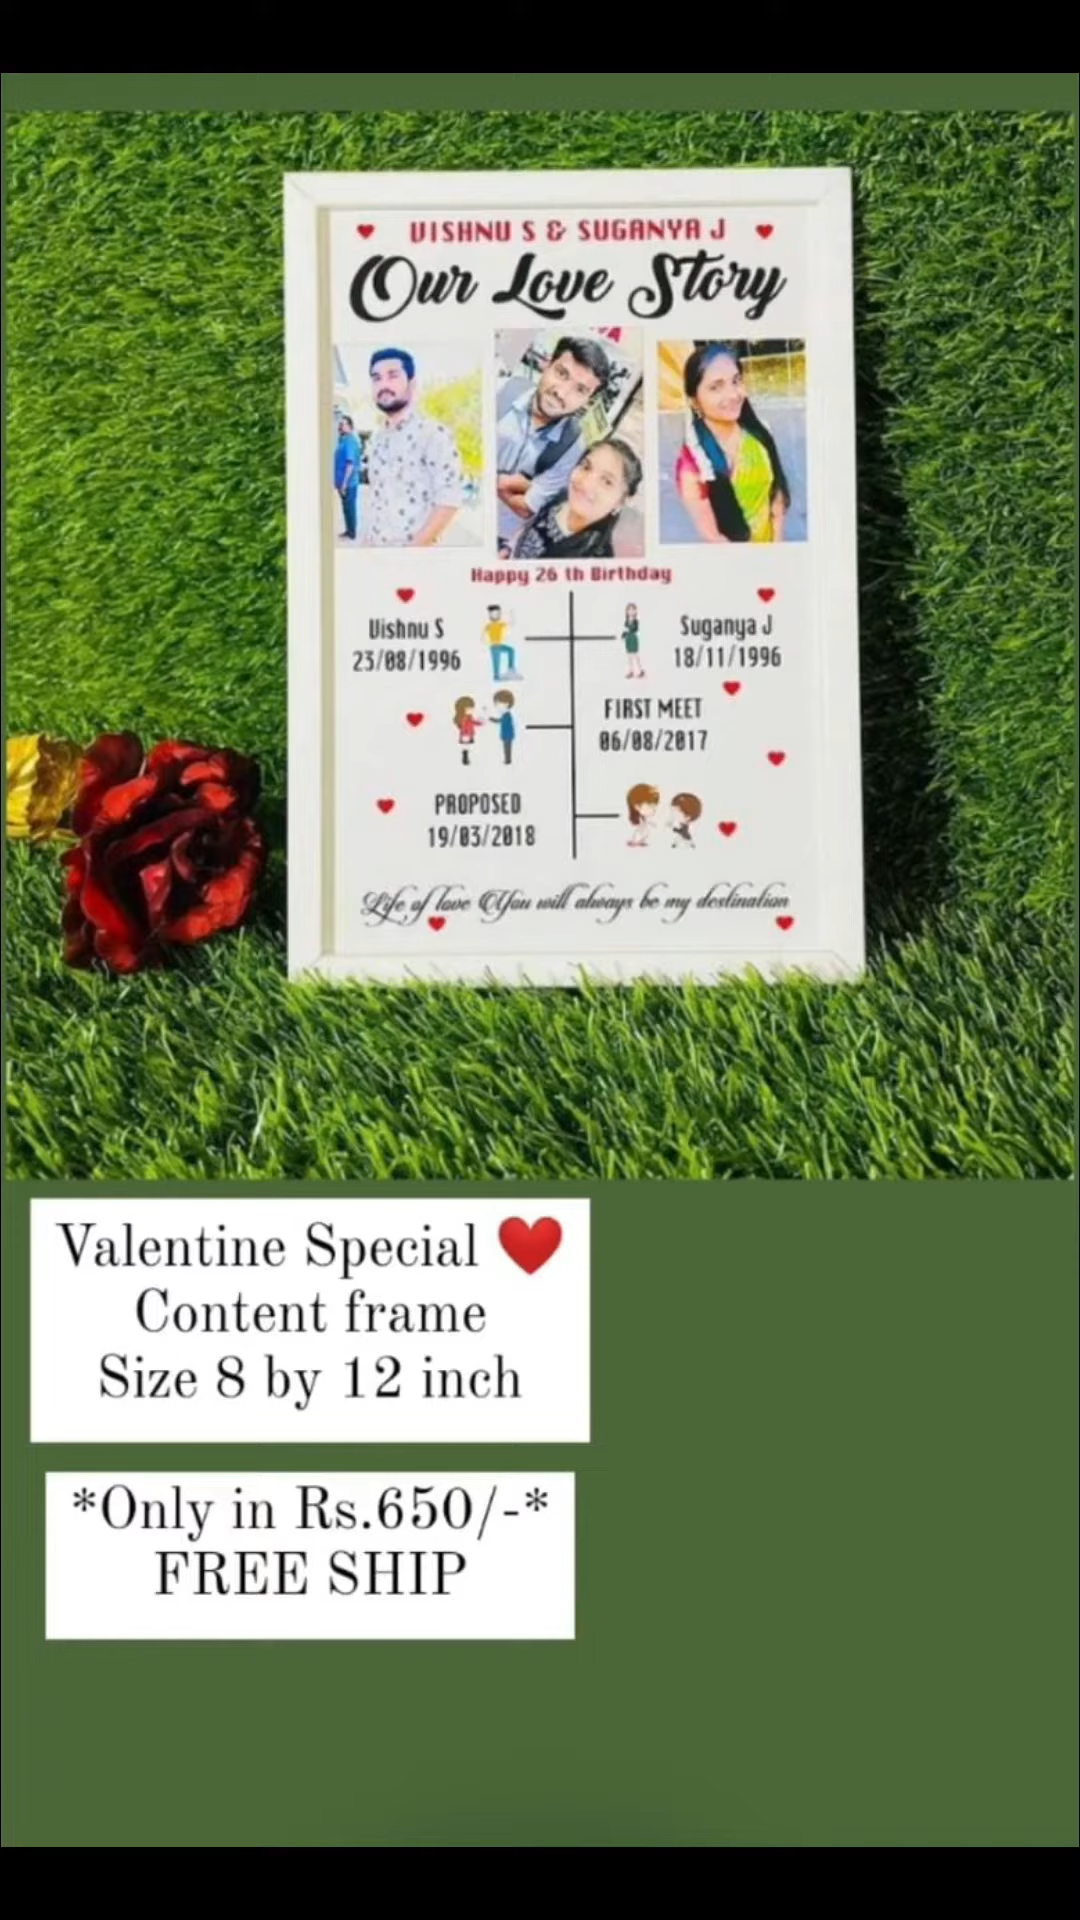 VISHNU S & SUGANYA J
Our Love Story
Happy 26 th Birthday
Vishnu S
23/08/1996
Suganya J
18/11/1996
FIRST MEET
06/08/2017
PROPOSED
19/03/2018
Life of love You will always be my destination
Valentine Special ❤️
Content frame
Size 8 by 12 inch
*Only in Rs.650/-*
FREE SHIP